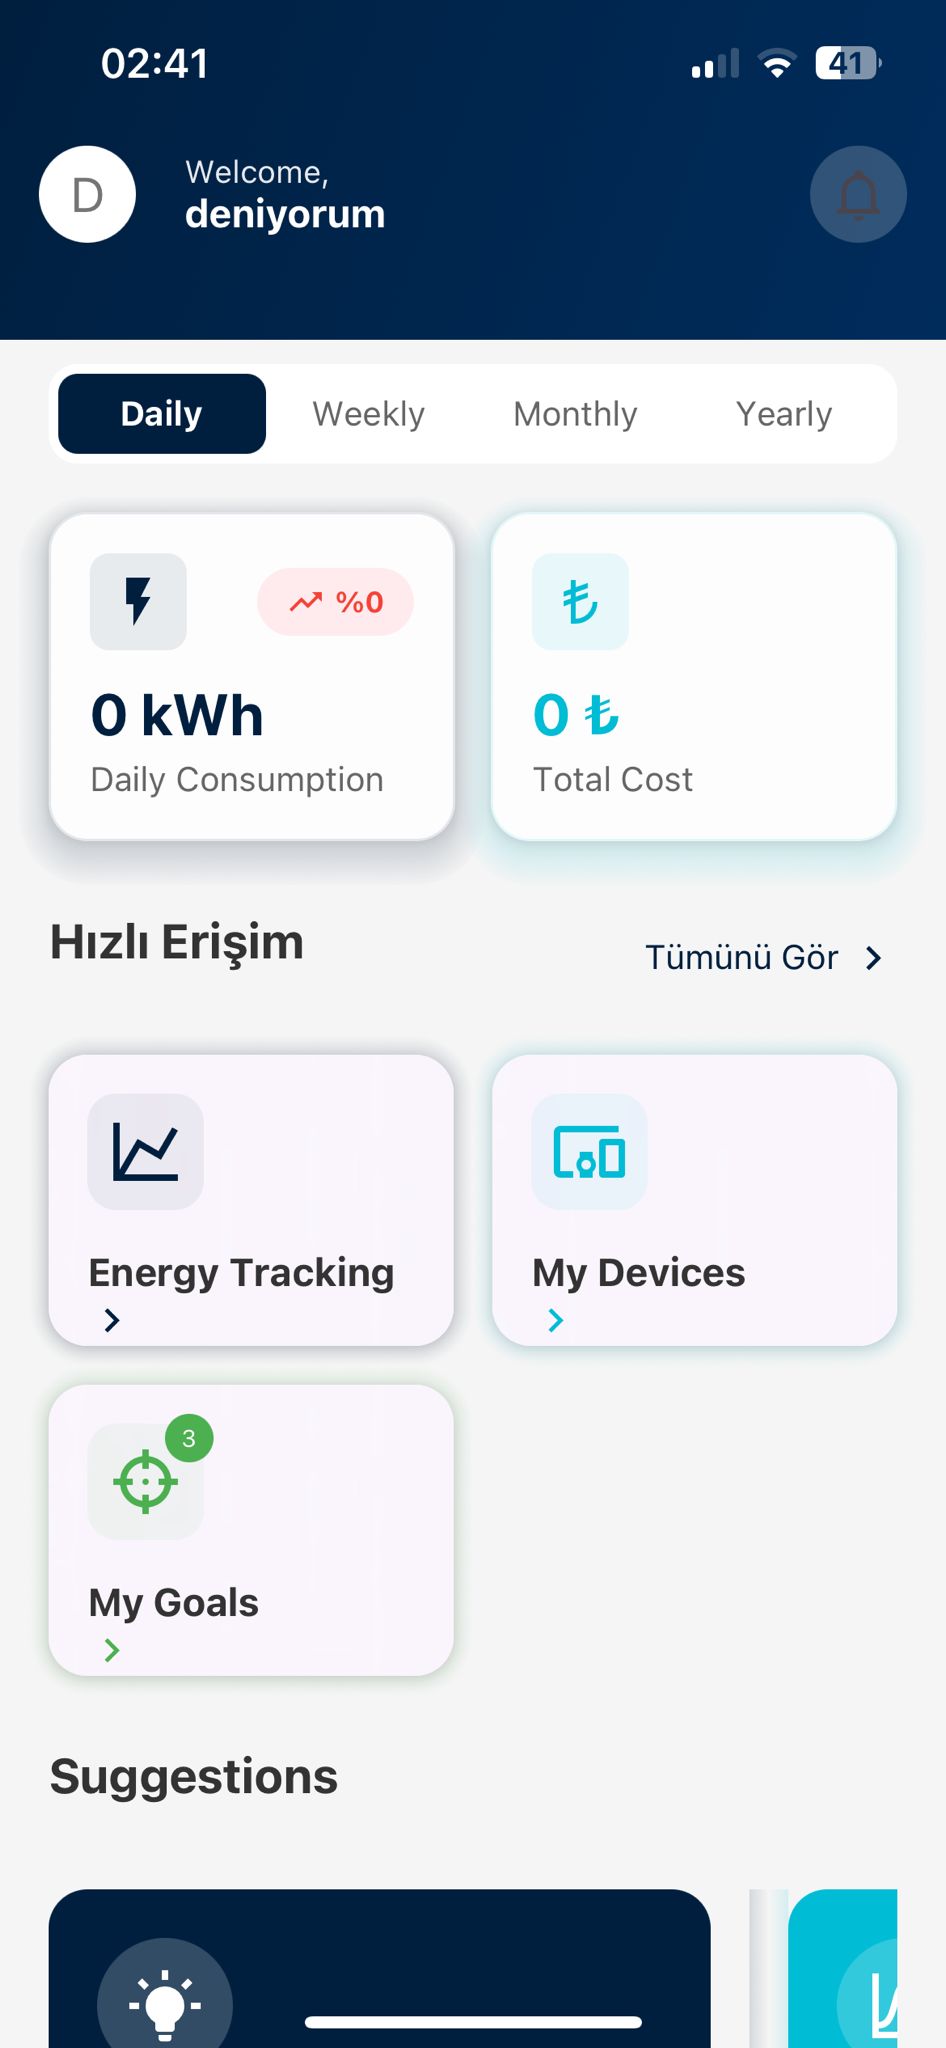 02:41
41
D
Welcome,
deniyorum
Daily
Weekly
Monthly
Yearly
%0
₺
0 kWh
0 ₺
Daily Consumption
Total Cost
Hızlı Erişim
Tümünü Gör
Energy Tracking
My Devices
3
My Goals
Suggestions